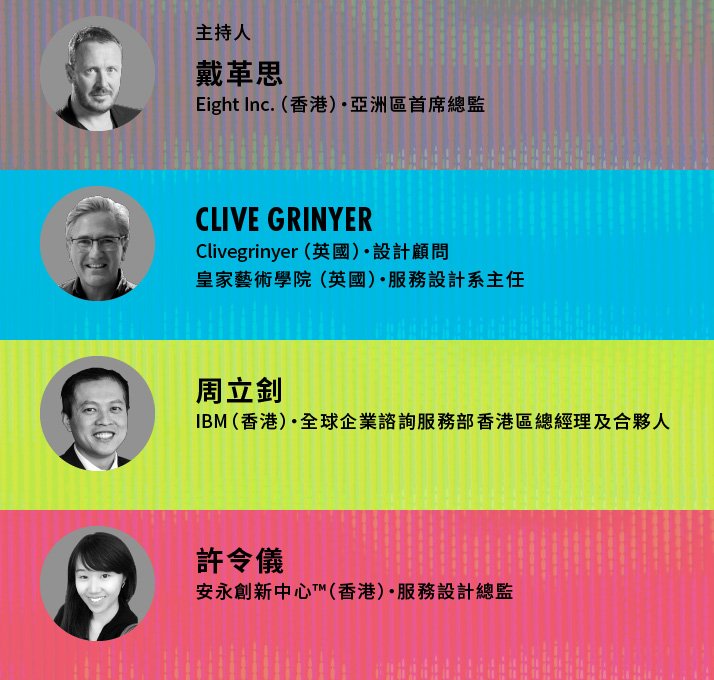 主持人
戴革思
Eight Inc.（香港）•亞洲區首席總監
CLIVE GRINYER
Clivegrinyer（英國）•設計顧問
皇家藝術學院（英國）•服務設計系主任
周立釗
IBM（香港）•全球企業諮詢服務部香港區總經理及合夥人
許令儀
安永創新中心™（香港）•服務設計總監